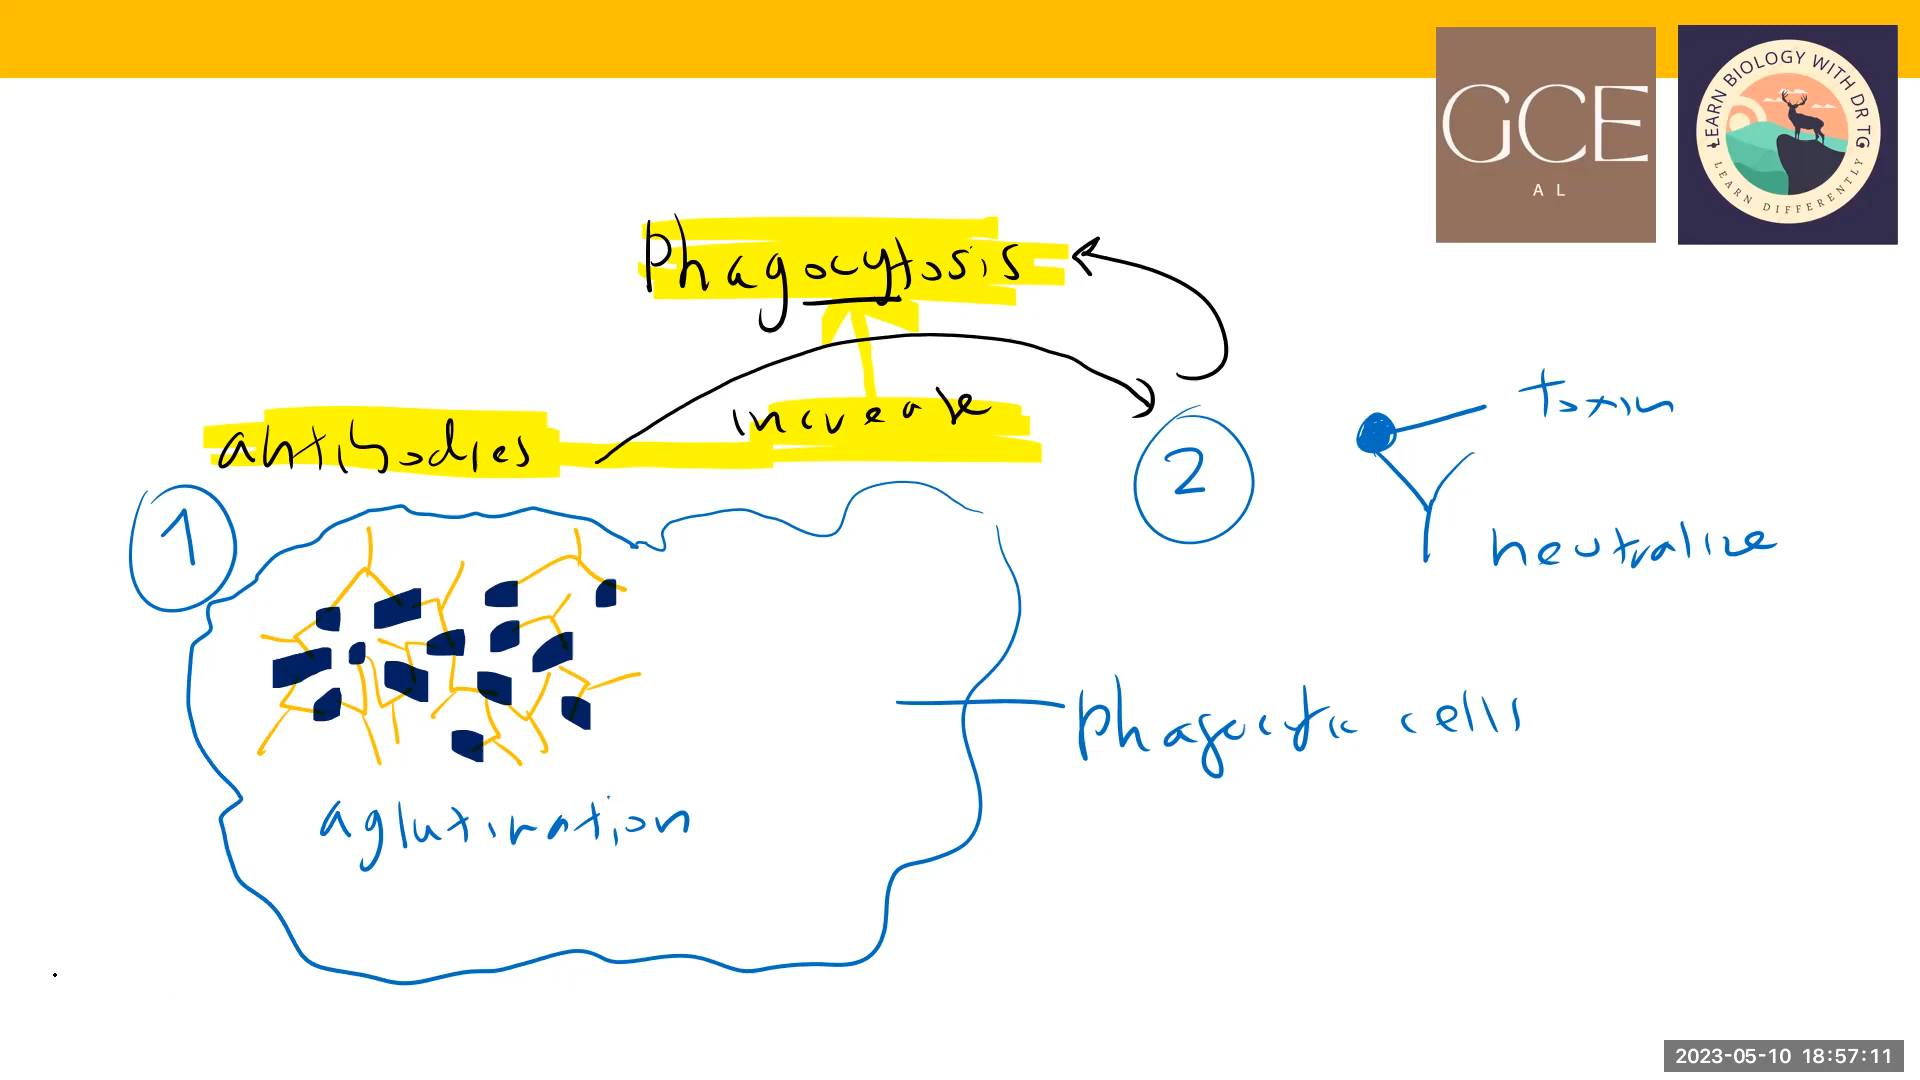 GCE
AL
LEARN BIOLOGY WITH DR TG
LEARN DIFFERENTLY
Phagocytosis
antibodies increase
1
2
toxin
neutralize
aglutination
phagocytic cells
2023-05-10 18:57:11